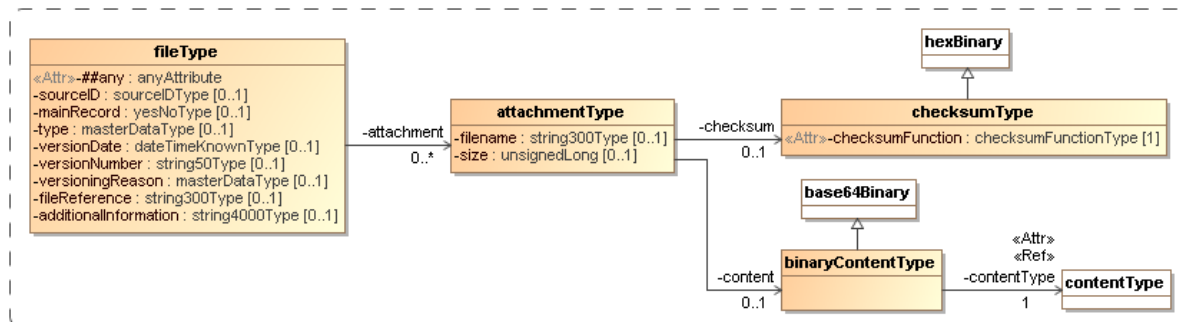 fileType
«Attr»-##any : anyAttribute
-sourceID : sourceIDType [0..1]
-mainRecord : yesNoType [0..1]
-type : masterDataType [0..1]
-versionDate : dateTimeKnownType [0..1]
-versionNumber : string50Type [0..1]
-versioningReason : masterDataType [0..1]
-fileReference : string300Type [0..1]
-additionalInformation : string4000Type [0..1]
-attachment
0..*
attachmentType
-filename : string300Type [0..1]
-size : unsignedLong [0..1]
-checksum
0..1
hexBinary
checksumType
«Attr»-checksumFunction : checksumFunctionType [1]
-content
0..1
base64Binary
binaryContentType
«Attr»
«Ref»
-contentType
1
contentType